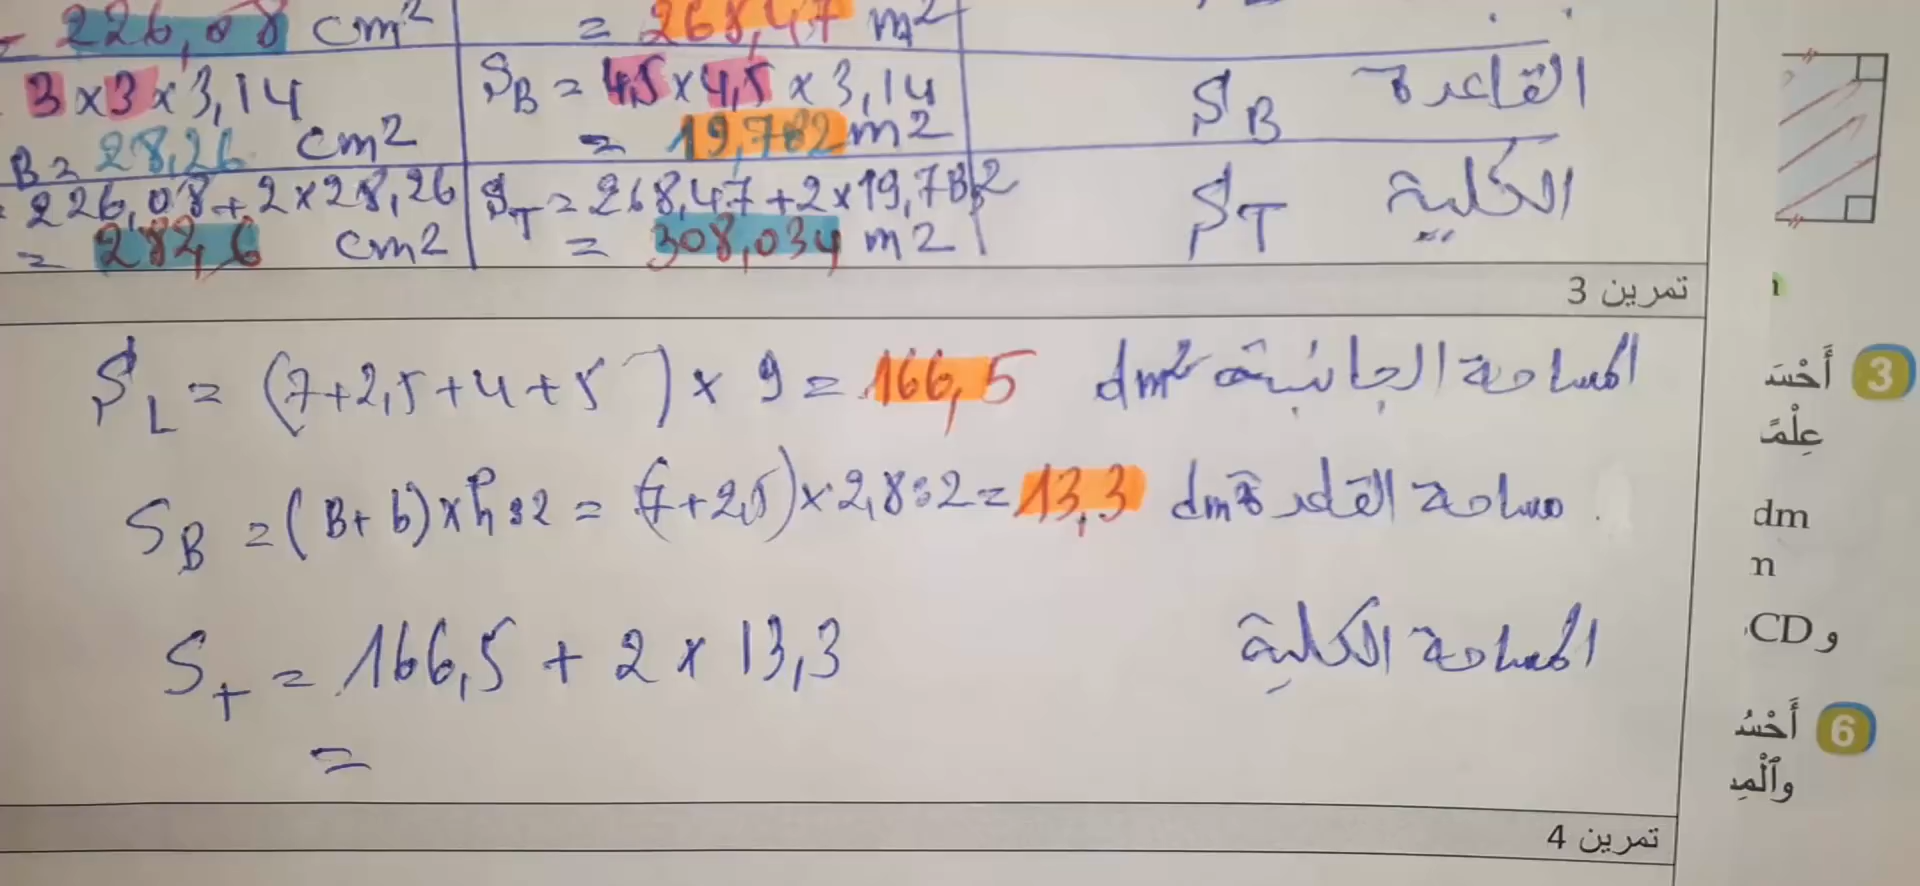 = 226,08 cm²
= 268,47 m²
3 x 3 x 3,14
S_B = 4,5 x 4,5 x 3,14
S_B القاعدة
B = 28,26 cm2
= 19,782 m2
= 226,08 + 2 x 28,26
S_T = 268,47 + 2 x 19,782
S_T الكلية
= 282,6 cm2
= 308,034 m2
تمرين 3
S_L = (7+2,5+4+5) x 9 = 166,5 dm² المساحة الجانبية
S_B = (B+b) x h : 2 = (7+2,5) x 2,8 : 2 = 13,3 dm2 مساحة القاعدة
S_t = 166,5 + 2 x 13,3 المساحة الكلية
=
تمرين 4
3 أَحْسَ
عِلْمً
dm
n
و CD
6 أَحْسُ
وَٱلْمِ